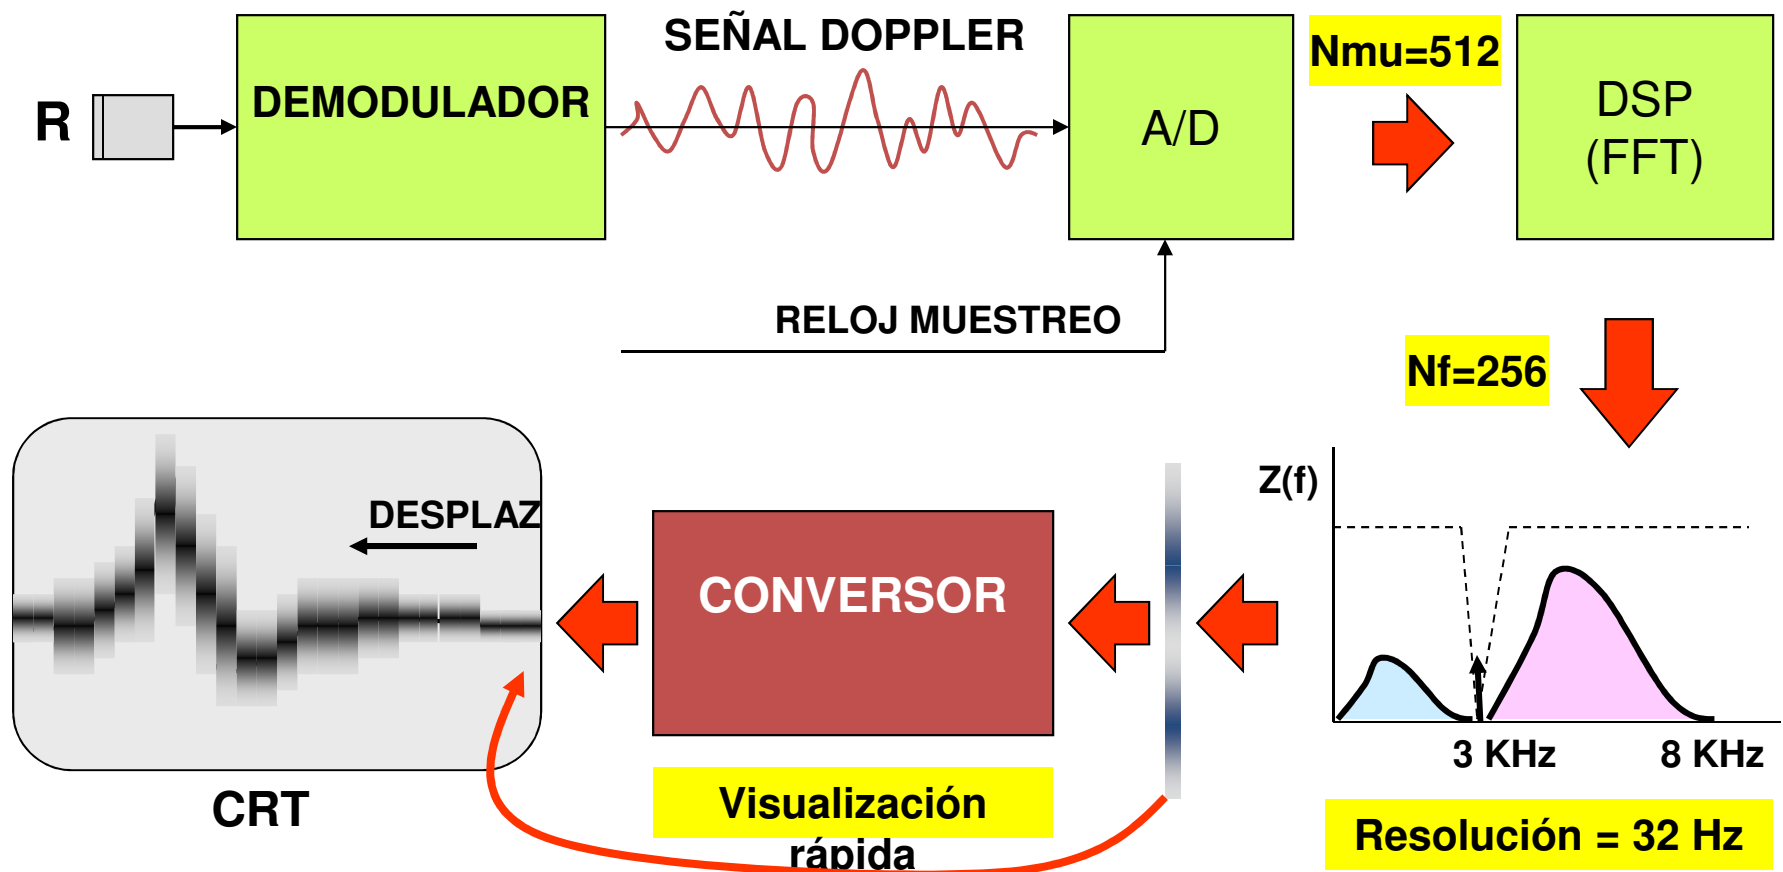 SEÑAL DOPPLER
Nmu=512
R
DEMODULADOR
A/D
DSP
(FFT)
RELOJ MUESTREO
Nf=256
Z(f)
DESPLAZ
CONVERSOR
3 KHz
8 KHz
CRT
Visualización
rápida
Resolución = 32 Hz